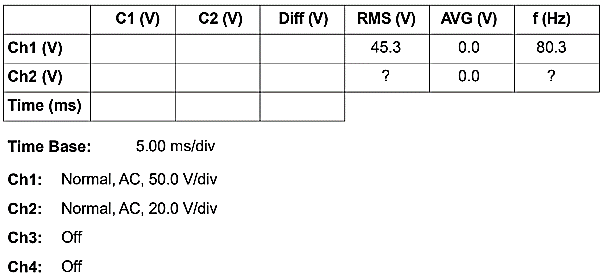 C1 (V) C2 (V) Diff (V) RMS (V) AVG (V) f (Hz)
Ch1 (V) 45.3 0.0 80.3
Ch2 (V) ? 0.0 ?
Time (ms)
Time Base: 5.00 ms/div
Ch1: Normal, AC, 50.0 V/div
Ch2: Normal, AC, 20.0 V/div
Ch3: Off
Ch4: Off